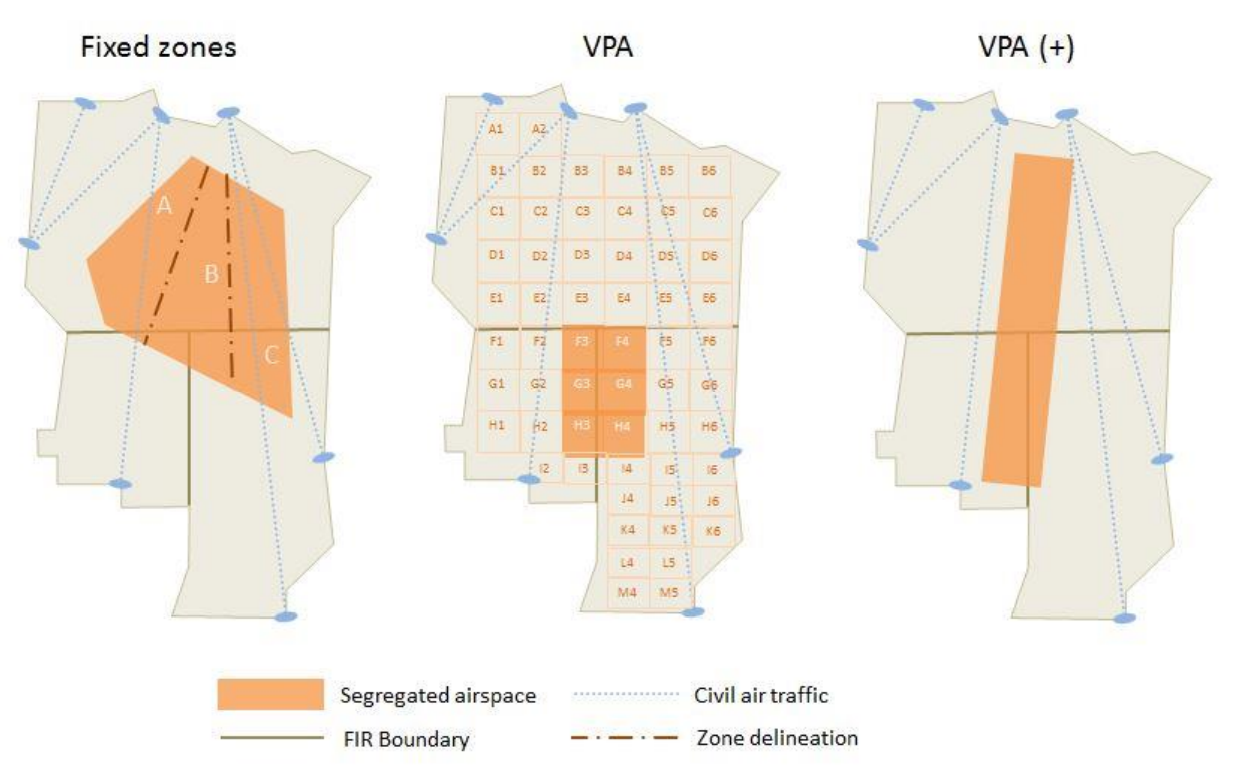 Fixed zones VPA VPA (+)
A
B
C
A1 A2
B1 B2 B3 B4 B5 B6
C1 C2 C3 C4 C5 C6
D1 D2 D3 D4 D5 D6
E1 E2 E3 E4 E5 E6
F1 F2 F3 F4 F5 F6
G1 G2 G3 G4 G5 G6
H1 H2 H3 H4 H5 H6
I2 I3 I4 I5 I6
J4 J5 J6
K4 K5 K6
L4 L5
M4 M5
Segregated airspace Civil air traffic
FIR Boundary Zone delineation